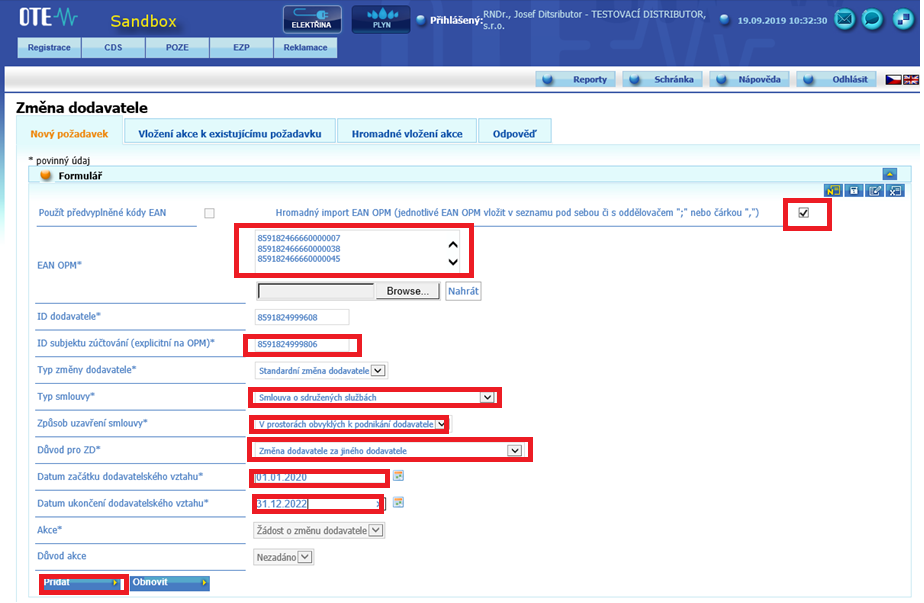 OTE
Sandbox
ELEKTŘINA
PLYN
Přihlášený: RNDr., Josef Ditsributor - TESTOVACÍ DISTRIBUTOR, s.r.o.
19.09.2019 10:32:30
Registrace CDS POZE EZP Reklamace
Reporty Schránka Nápověda Odhlásit
Změna dodavatele
Nový požadavek Vložení akce k existujícímu požadavku Hromadné vložení akce Odpověď
* povinný údaj
Formulář
Použít předvyplněné kódy EAN Hromadný import EAN OPM (jednotlivé EAN OPM vložit v seznamu pod sebou či s oddělovačem ";" nebo čárkou ",")
EAN OPM*
859182466660000007
859182466660000038
859182466660000045
Browse... Nahrát
ID dodavatele* 8591824999608
ID subjektu zúčtování (explicitní na OPM)* 8591824999806
Typ změny dodavatele* Standardní změna dodavatele
Typ smlouvy* Smlouva o sdružených službách
Způsob uzavření smlouvy* V prostorách obvyklých k podnikání dodavatele
Důvod pro ZD* Změna dodavatele za jiného dodavatele
Datum začátku dodavatelského vztahu* 01.01.2020
Datum ukončení dodavatelského vztahu* 31.12.2022
Akce* Žádost o změnu dodavatele
Důvod akce Nezadáno
Přidat Obnovit